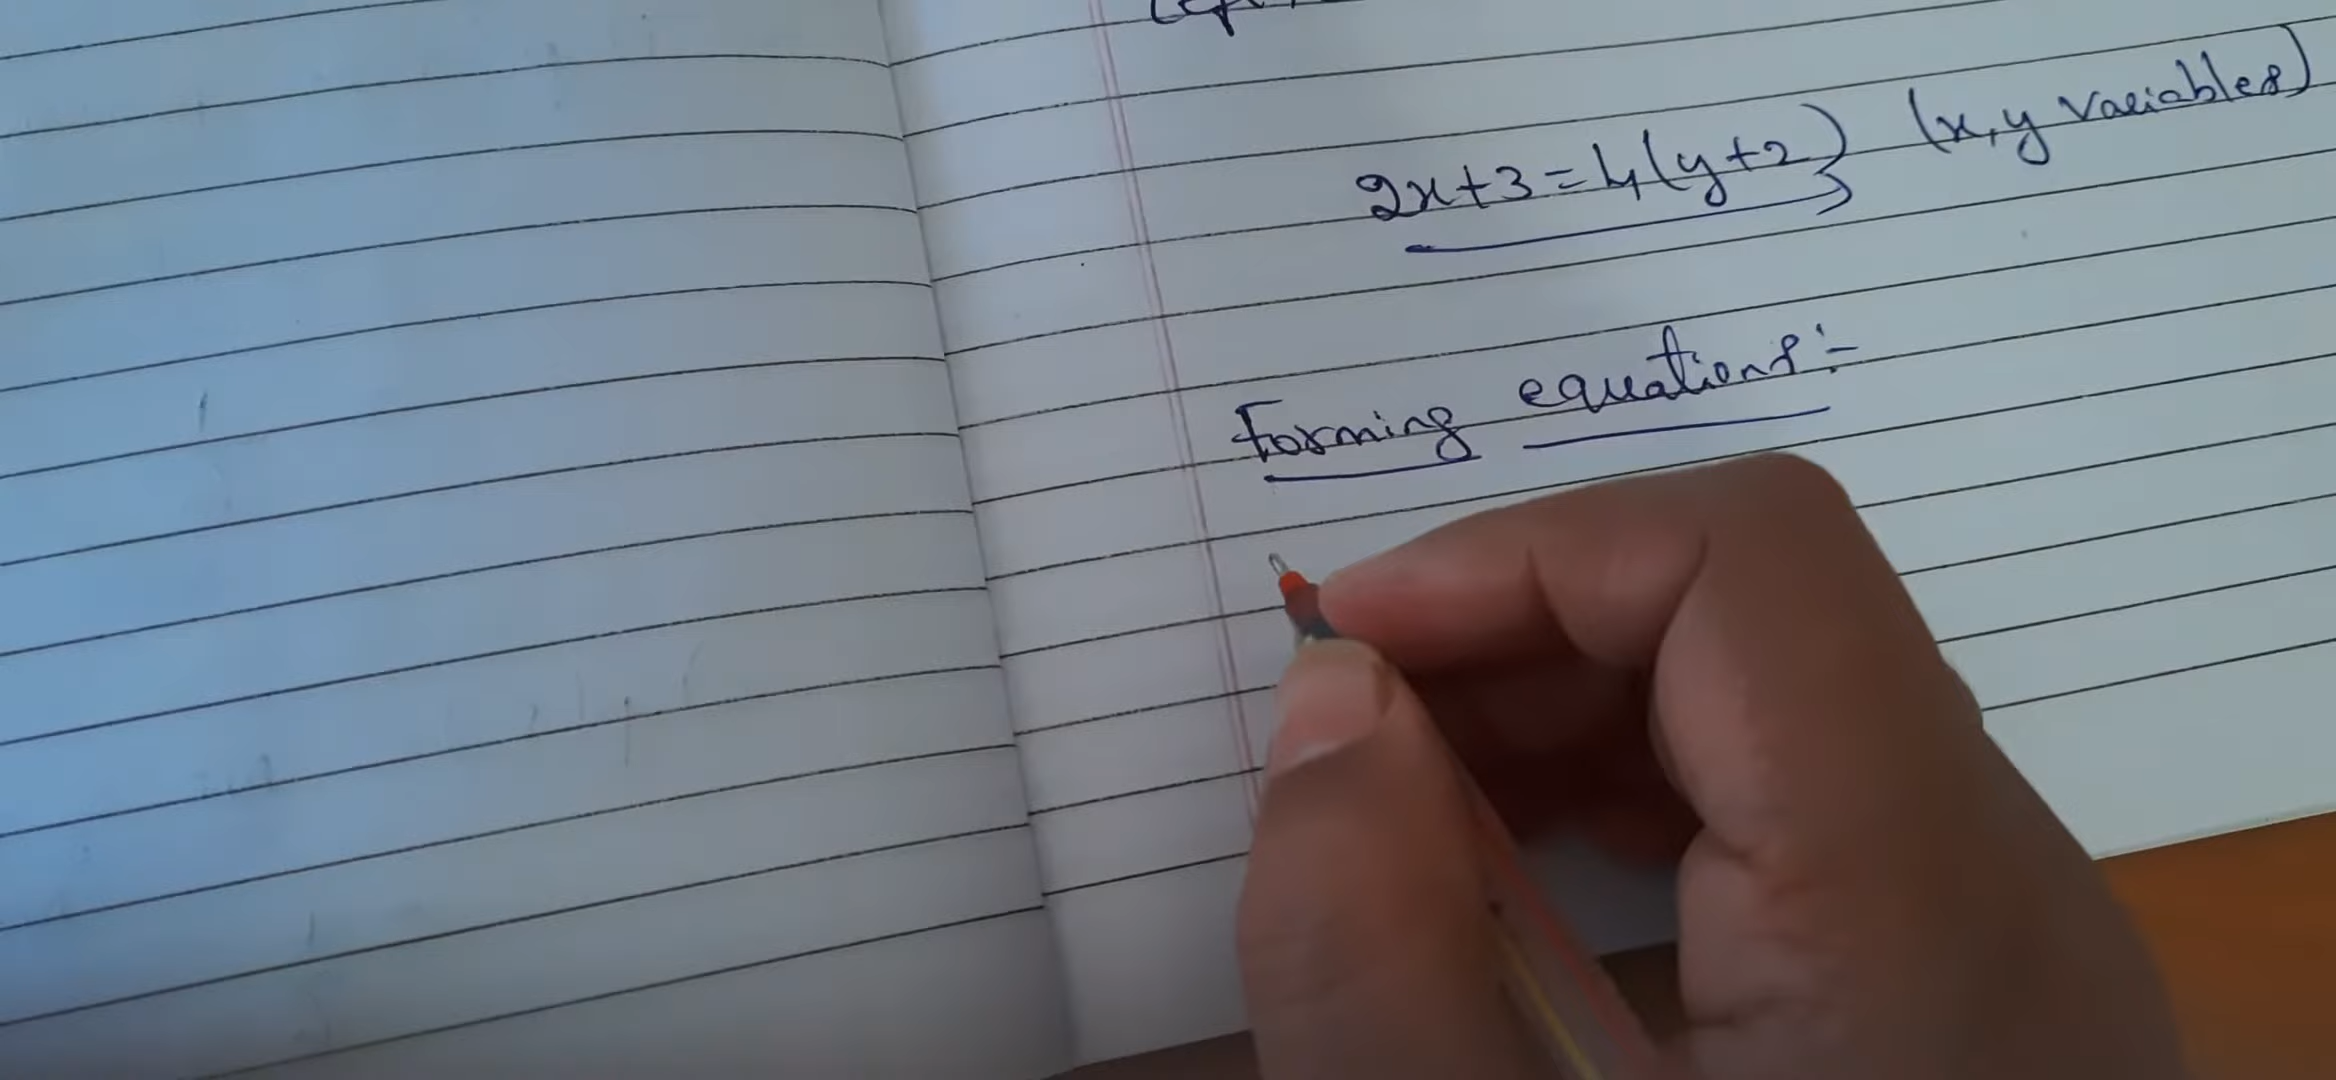 2x+3=4(y+2) (x,y variables)
Forming equations:-